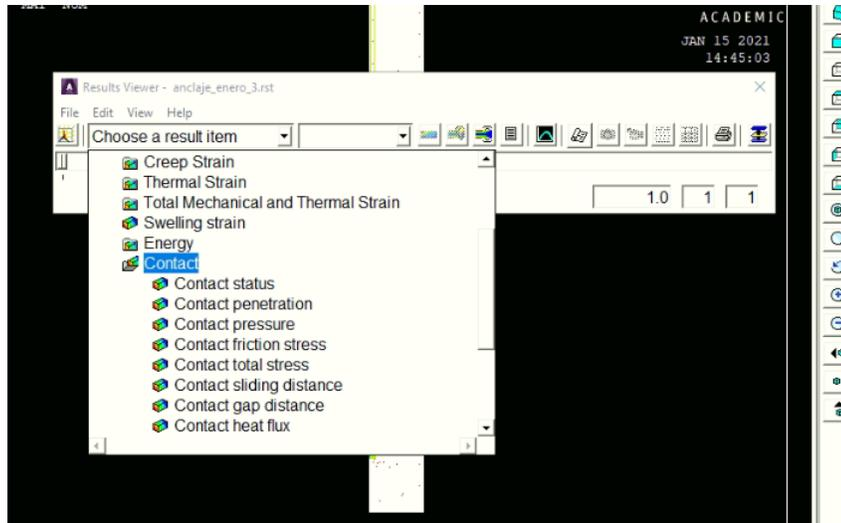 MAT NUM
ACADEMIC
JAN 15 2021
14:45:03
Results Viewer - anclaje_enero_3.rst
File Edit View Help
Choose a result item
1.0 1 1
Creep Strain
Thermal Strain
Total Mechanical and Thermal Strain
Swelling strain
Energy
Contact
Contact status
Contact penetration
Contact pressure
Contact friction stress
Contact total stress
Contact sliding distance
Contact gap distance
Contact heat flux